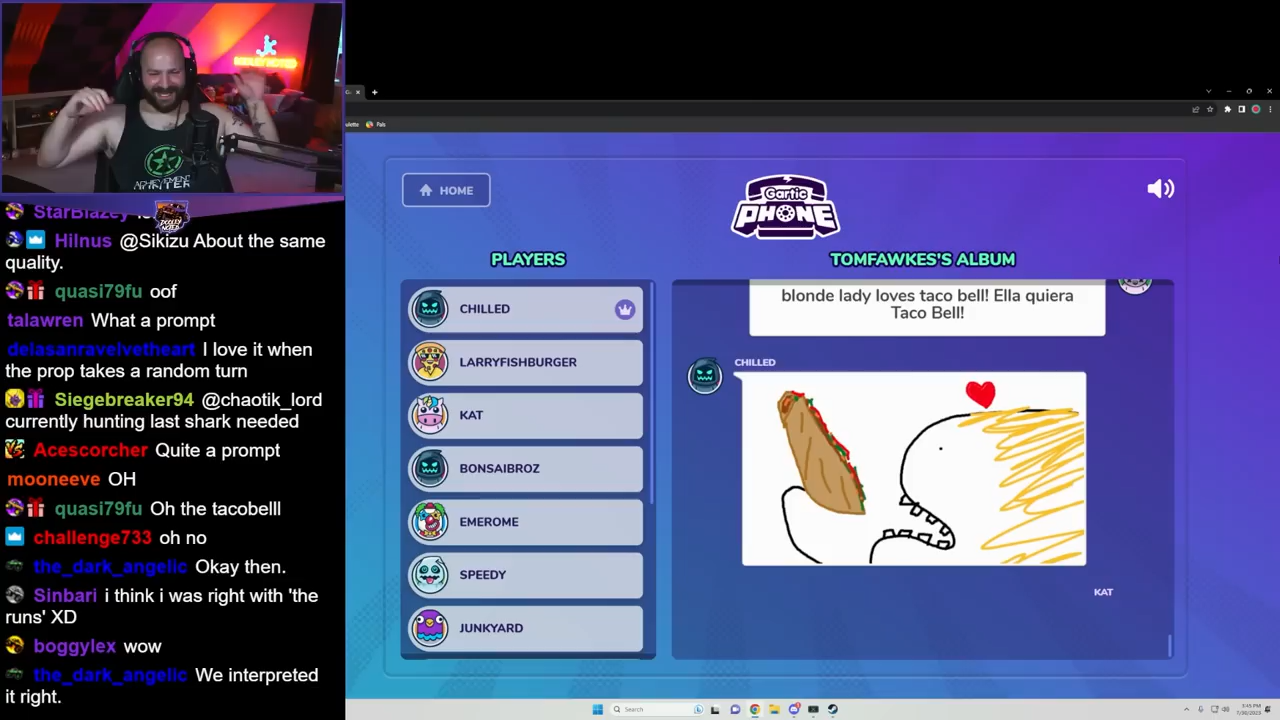 StarBlazey
Hilnus @Sikizu About the same
quality.
quasi79fu oof
talawren What a prompt
delasanravelvetheart I love it when
the prop takes a random turn
Siegebreaker94 @chaotik_lord
currently hunting last shark needed
Acescorcher Quite a prompt
mooneeve OH
quasi79fu Oh the tacobelll
challenge733 oh no
the_dark_angelic Okay then.
Sinbari i think i was right with 'the
runs' XD
boggylex wow
the_dark_angelic We interpreted
it right.
Pals
HOME
Gartic
PHONE
PLAYERS
CHILLED
LARRYFISHBURGER
KAT
BONSAIBROZ
EMEROME
SPEEDY
JUNKYARD
TOMFAWKES'S ALBUM
blonde lady loves taco bell! Ella quiera
Taco Bell!
CHILLED
KAT
Search